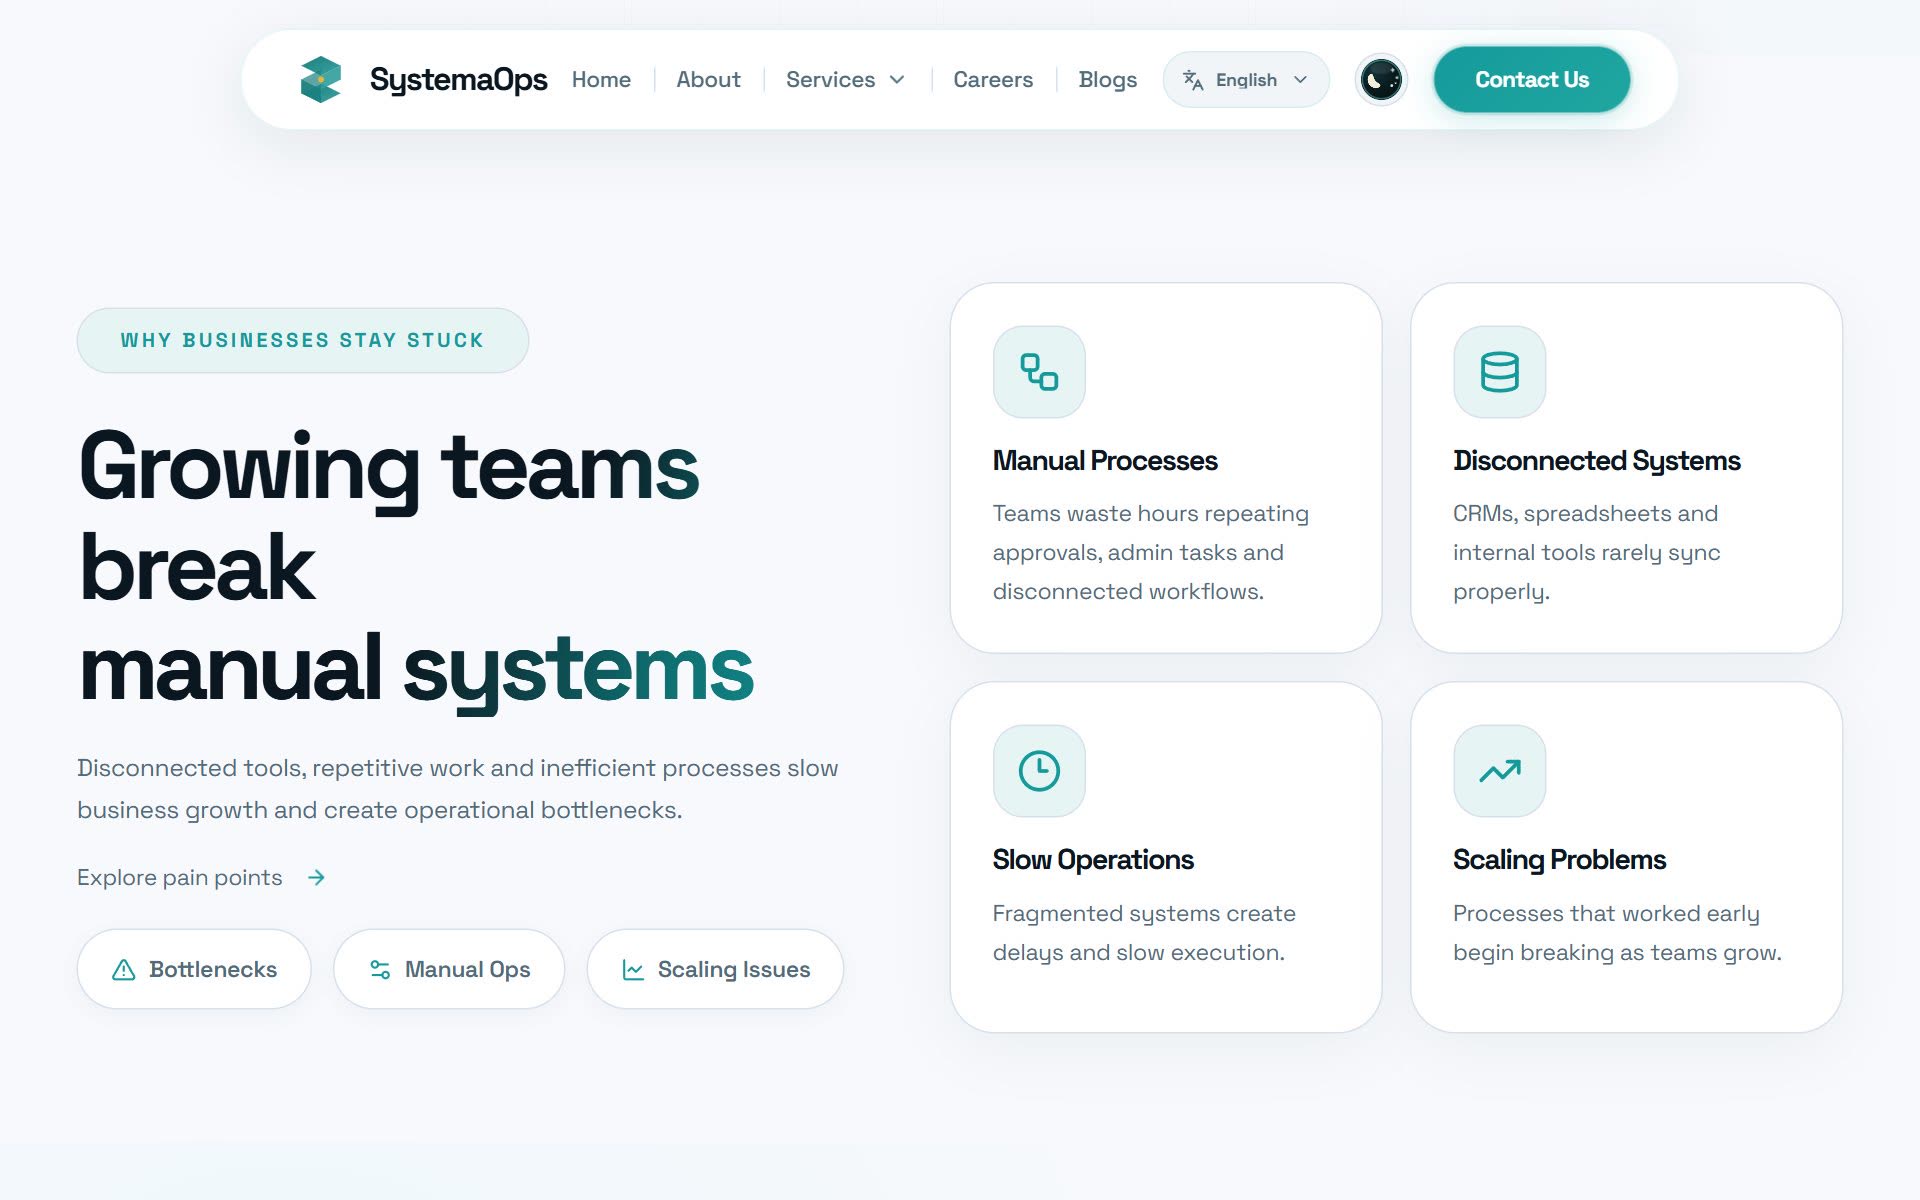 SystemaOps
Home
About
Services
Careers
Blogs
English
Contact Us
WHY BUSINESSES STAY STUCK
Growing teams
break
manual systems
Disconnected tools, repetitive work and inefficient processes slow
business growth and create operational bottlenecks.
Explore pain points
Bottlenecks
Manual Ops
Scaling Issues
Manual Processes
Teams waste hours repeating
approvals, admin tasks and
disconnected workflows.
Disconnected Systems
CRMs, spreadsheets and
internal tools rarely sync
properly.
Slow Operations
Fragmented systems create
delays and slow execution.
Scaling Problems
Processes that worked early
begin breaking as teams grow.